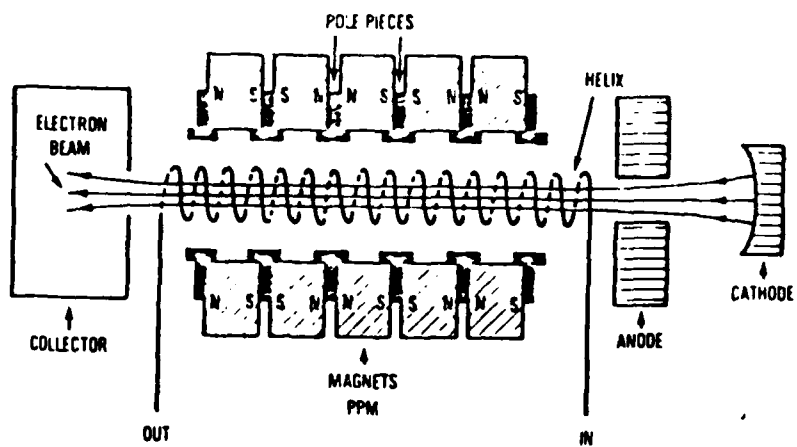 POLE PIECES
HELIX
N S S N N S S N N S
ELECTRON
BEAM
N S S N N S S N N S
CATHODE
COLLECTOR
ANODE
MAGNETS
PPM
OUT
IN